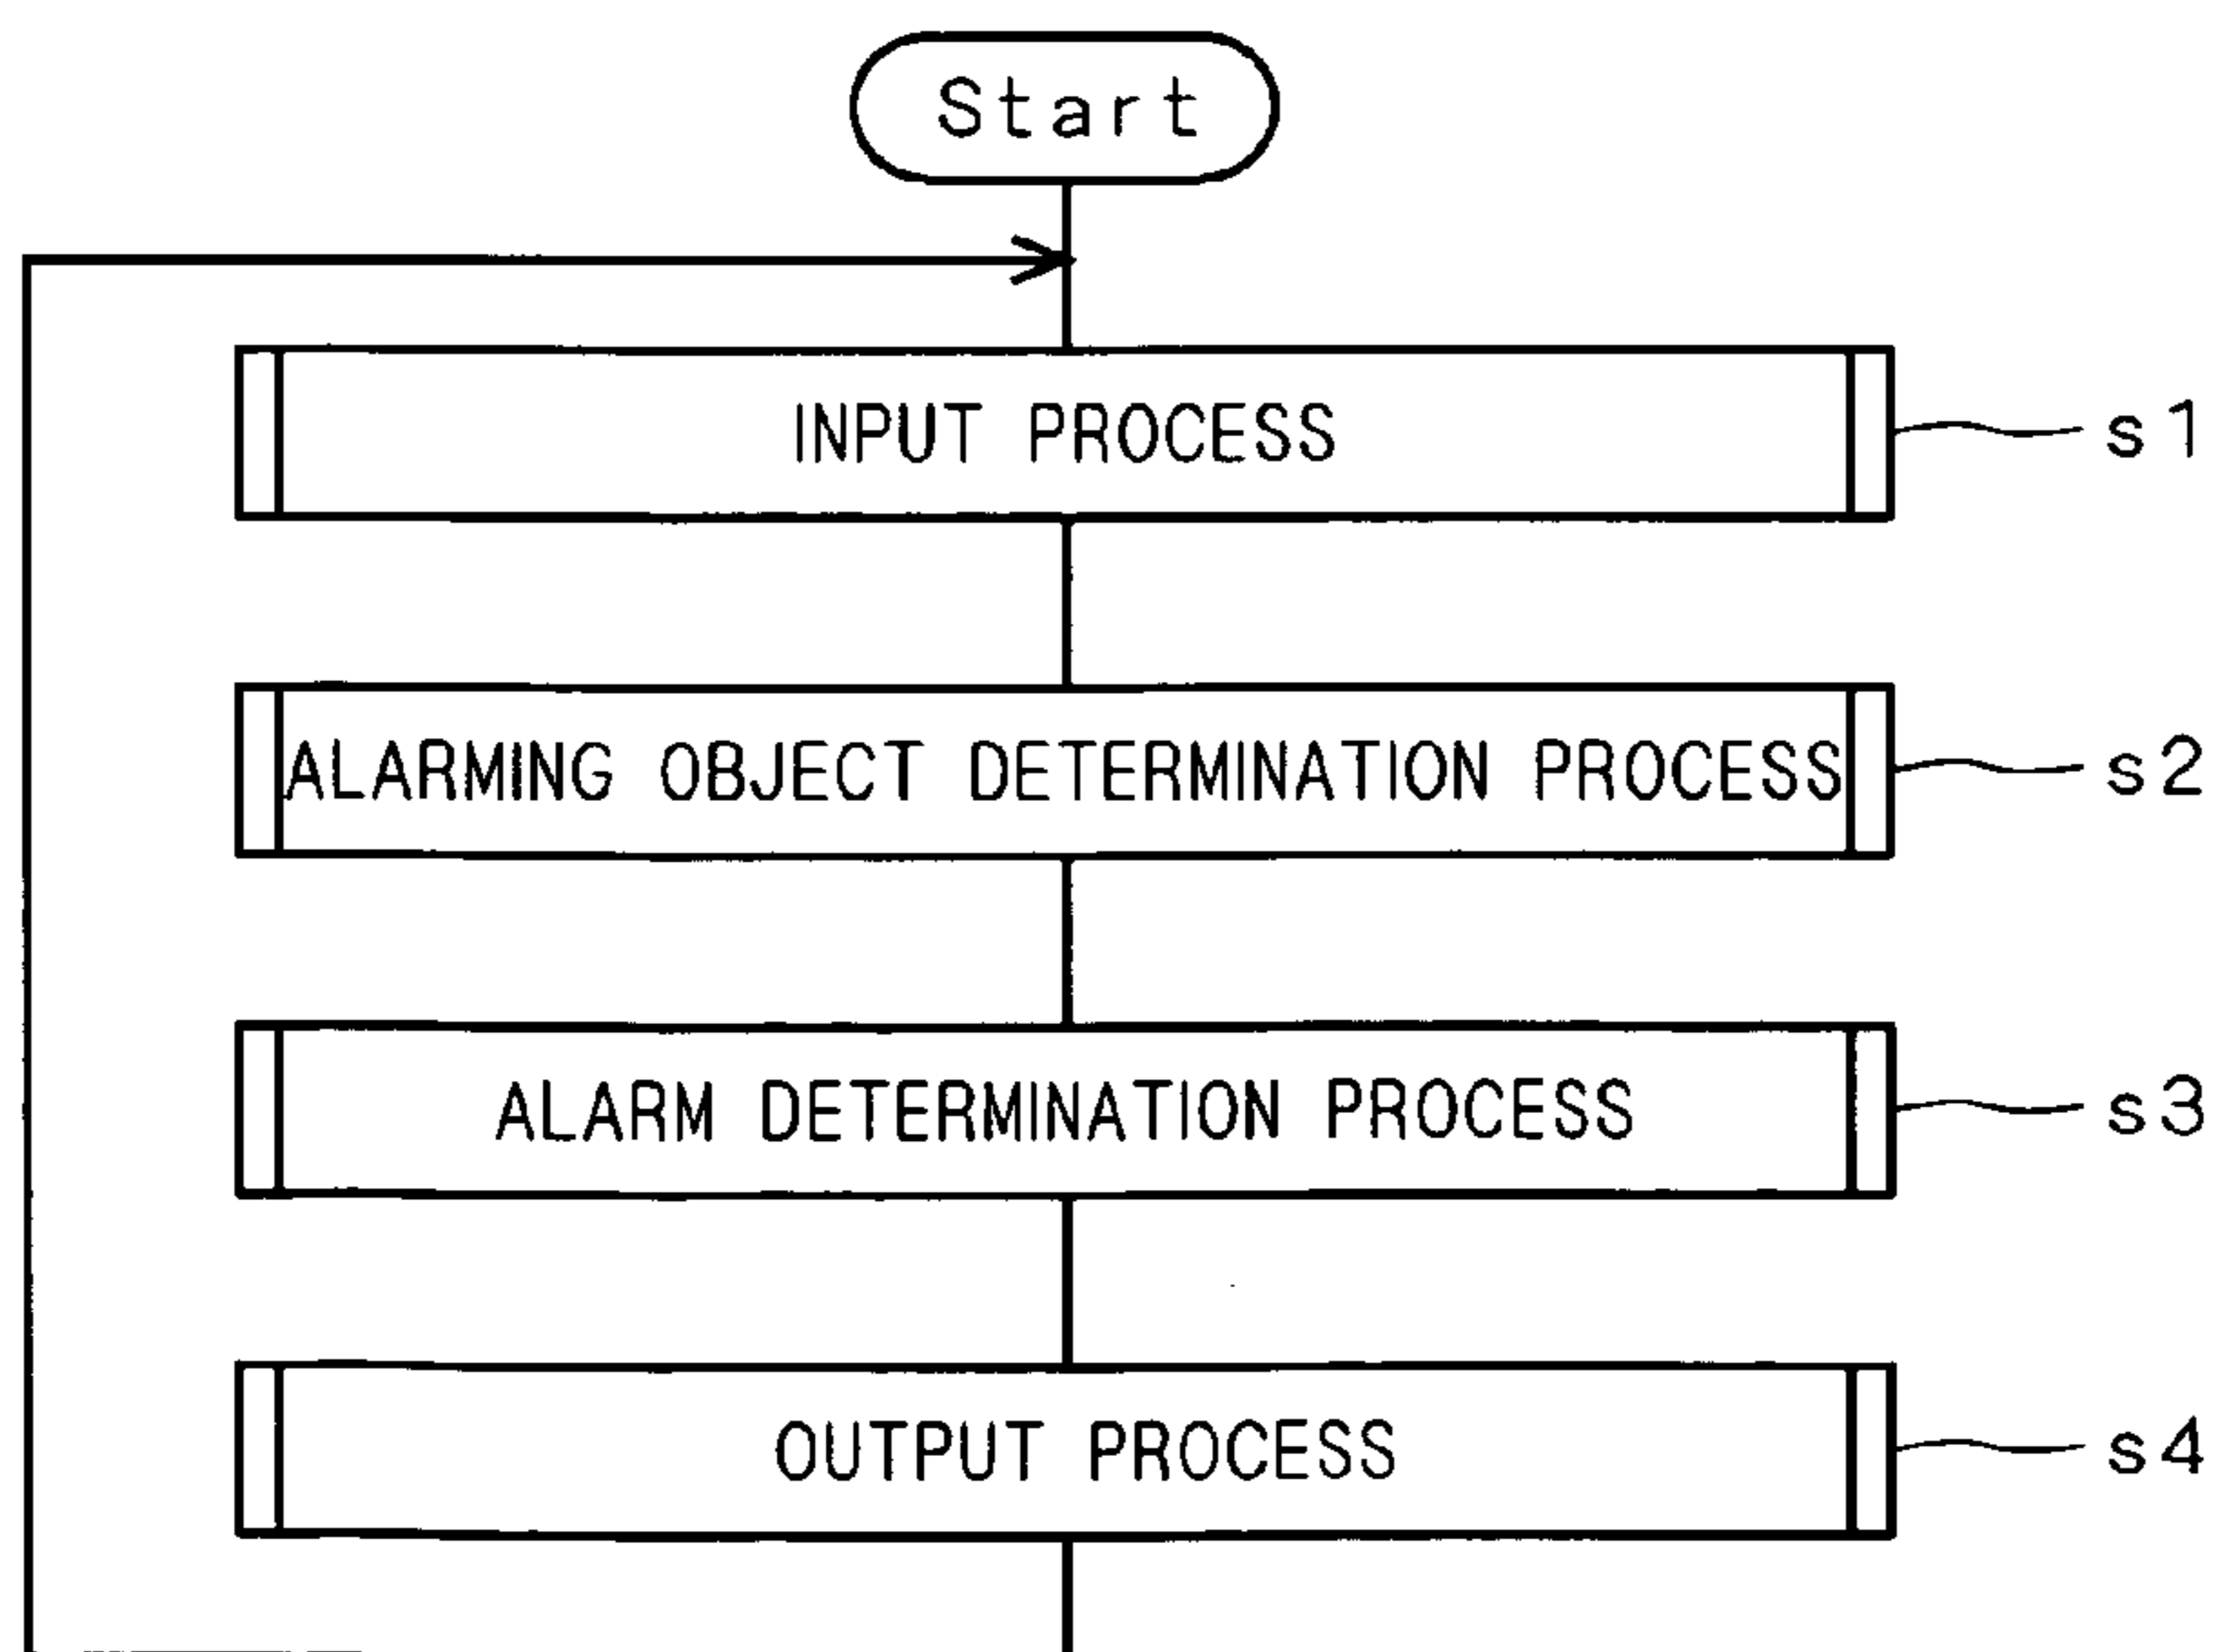 Start
INPUT PROCESS
s1
ALARMING OBJECT DETERMINATION PROCESS
s2
ALARM DETERMINATION PROCESS
s3
OUTPUT PROCESS
s4